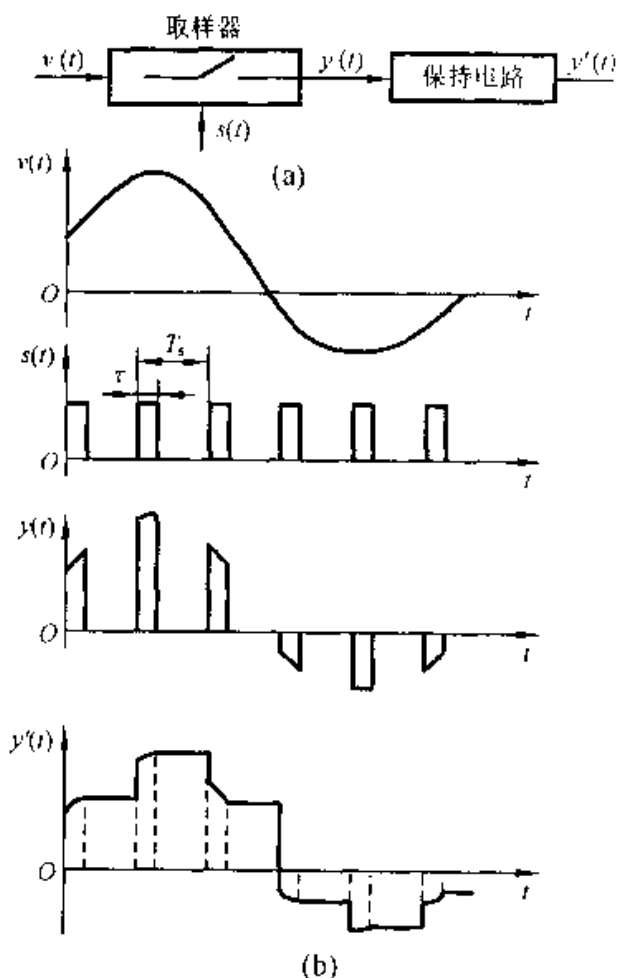 取样器
v(t) y(t) 保持电路 y'(t)
s(t)
(a)
v(t)
O t
s(t) T_s
τ
O t
y(t)
O t
y'(t)
O t
(b)